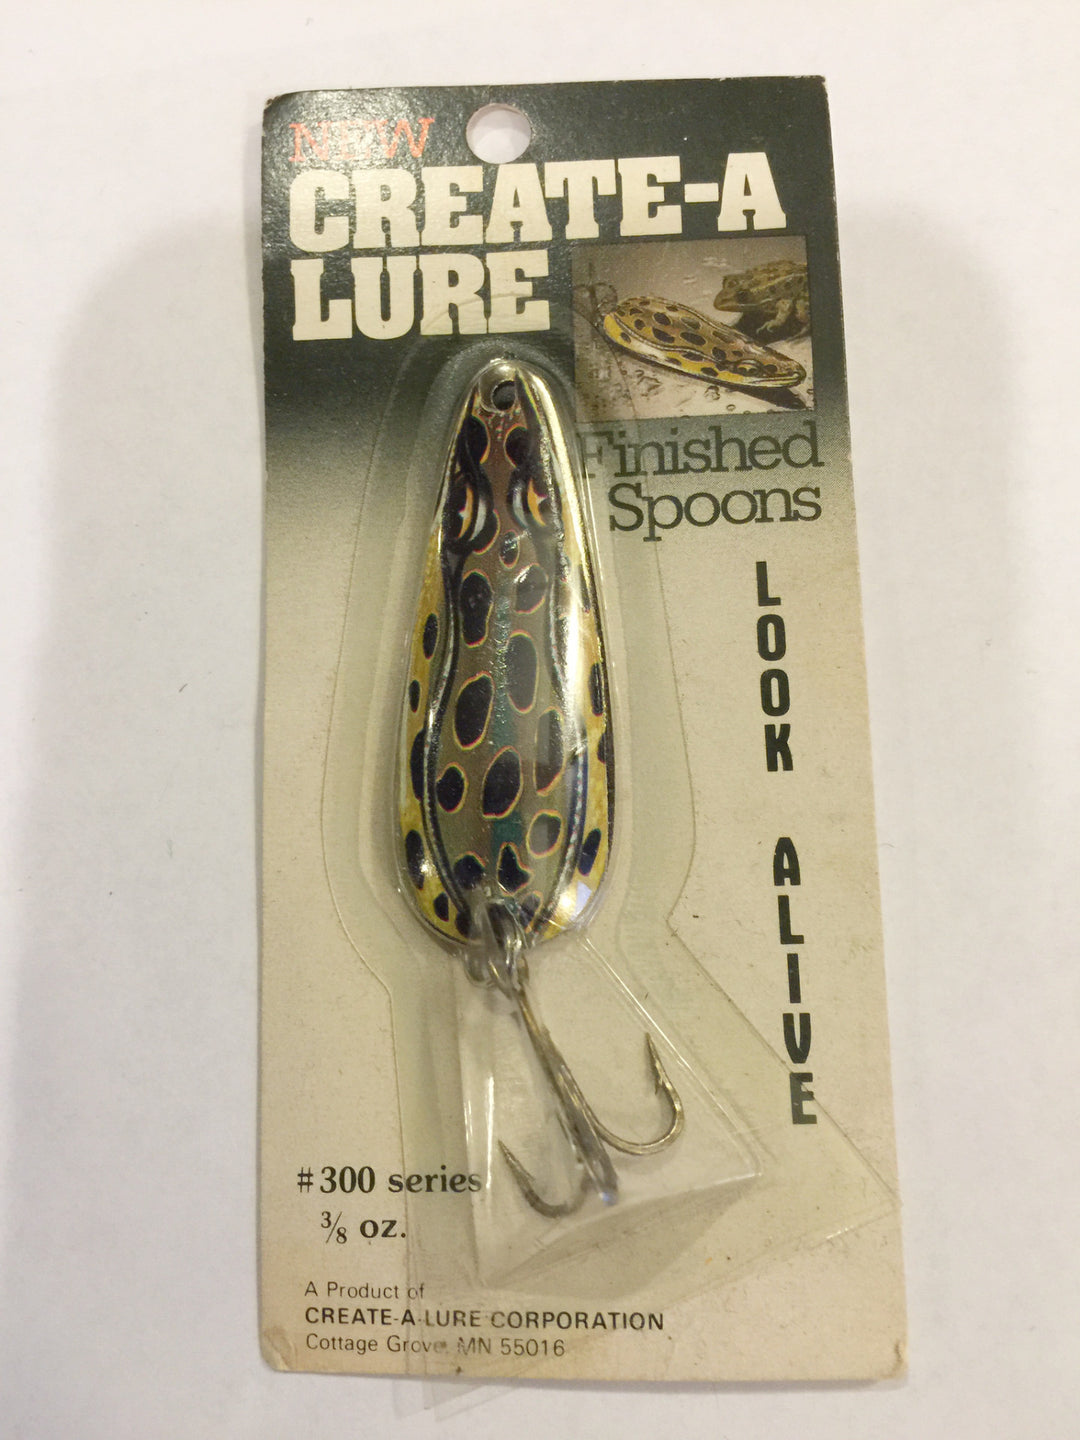 NEW
CREATE-A
LURE
Finished
Spoons
LOOK ALIVE
#300 series
3/8 oz.
A Product of
CREATE-A-LURE CORPORATION
Cottage Grove, MN 55016